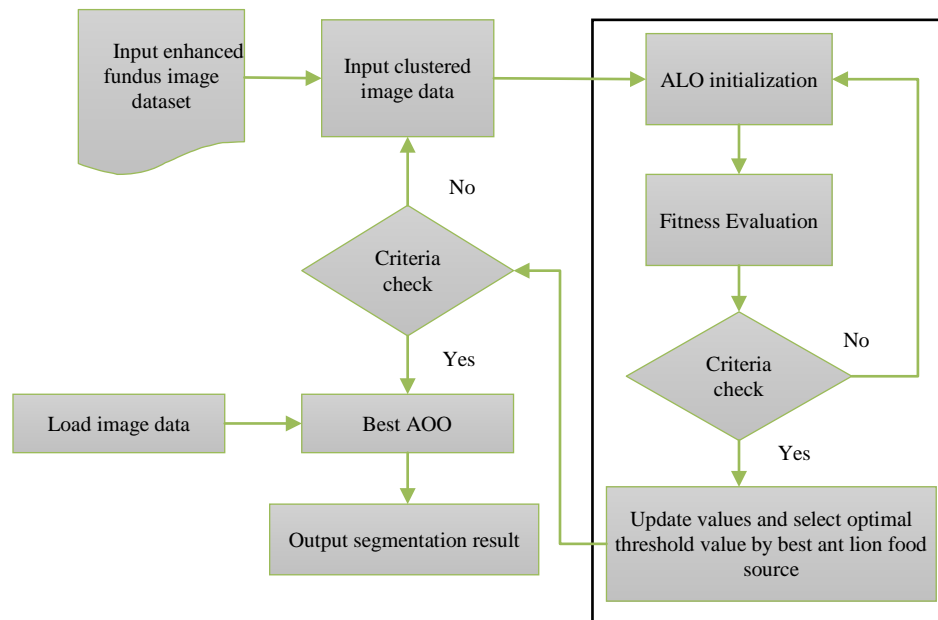 Input enhanced
fundus image
dataset
Input clustered
image data
ALO initialization
No
Fitness Evaluation
Criteria
check
Criteria
check
No
Yes
Yes
Load image data
Best AOO
Output segmentation result
Update values and select optimal
threshold value by best ant lion food
source